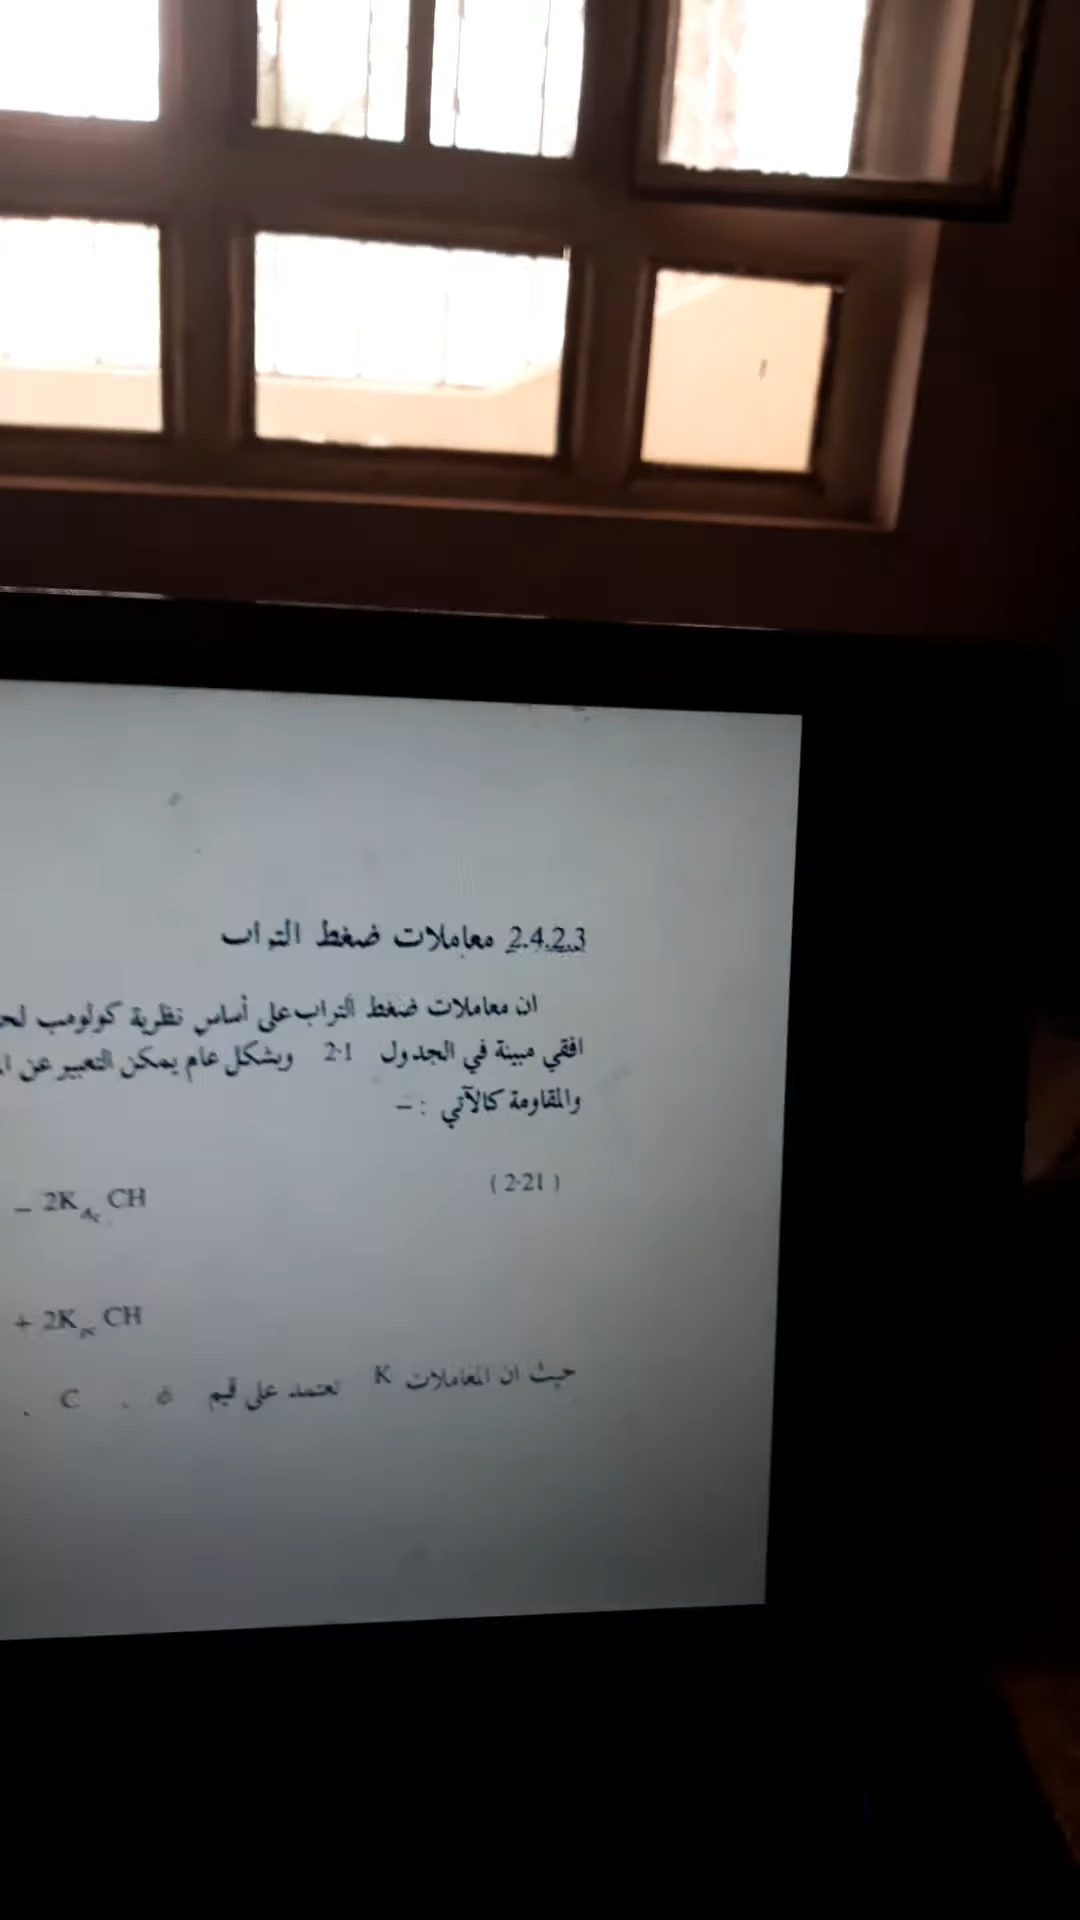 2.4.2.3 معاملات ضغط التراب
ان معاملات ضغط التراب على أساس نظرية كولومب
افقي مبينة في الجدول 2·1 وبشكل عام يمكن التعبير عن
والمقاومة كالآتي : –
– 2K CH (2·21)
+ 2K CH
حيث ان المعاملات K تعتمد على قيم . C